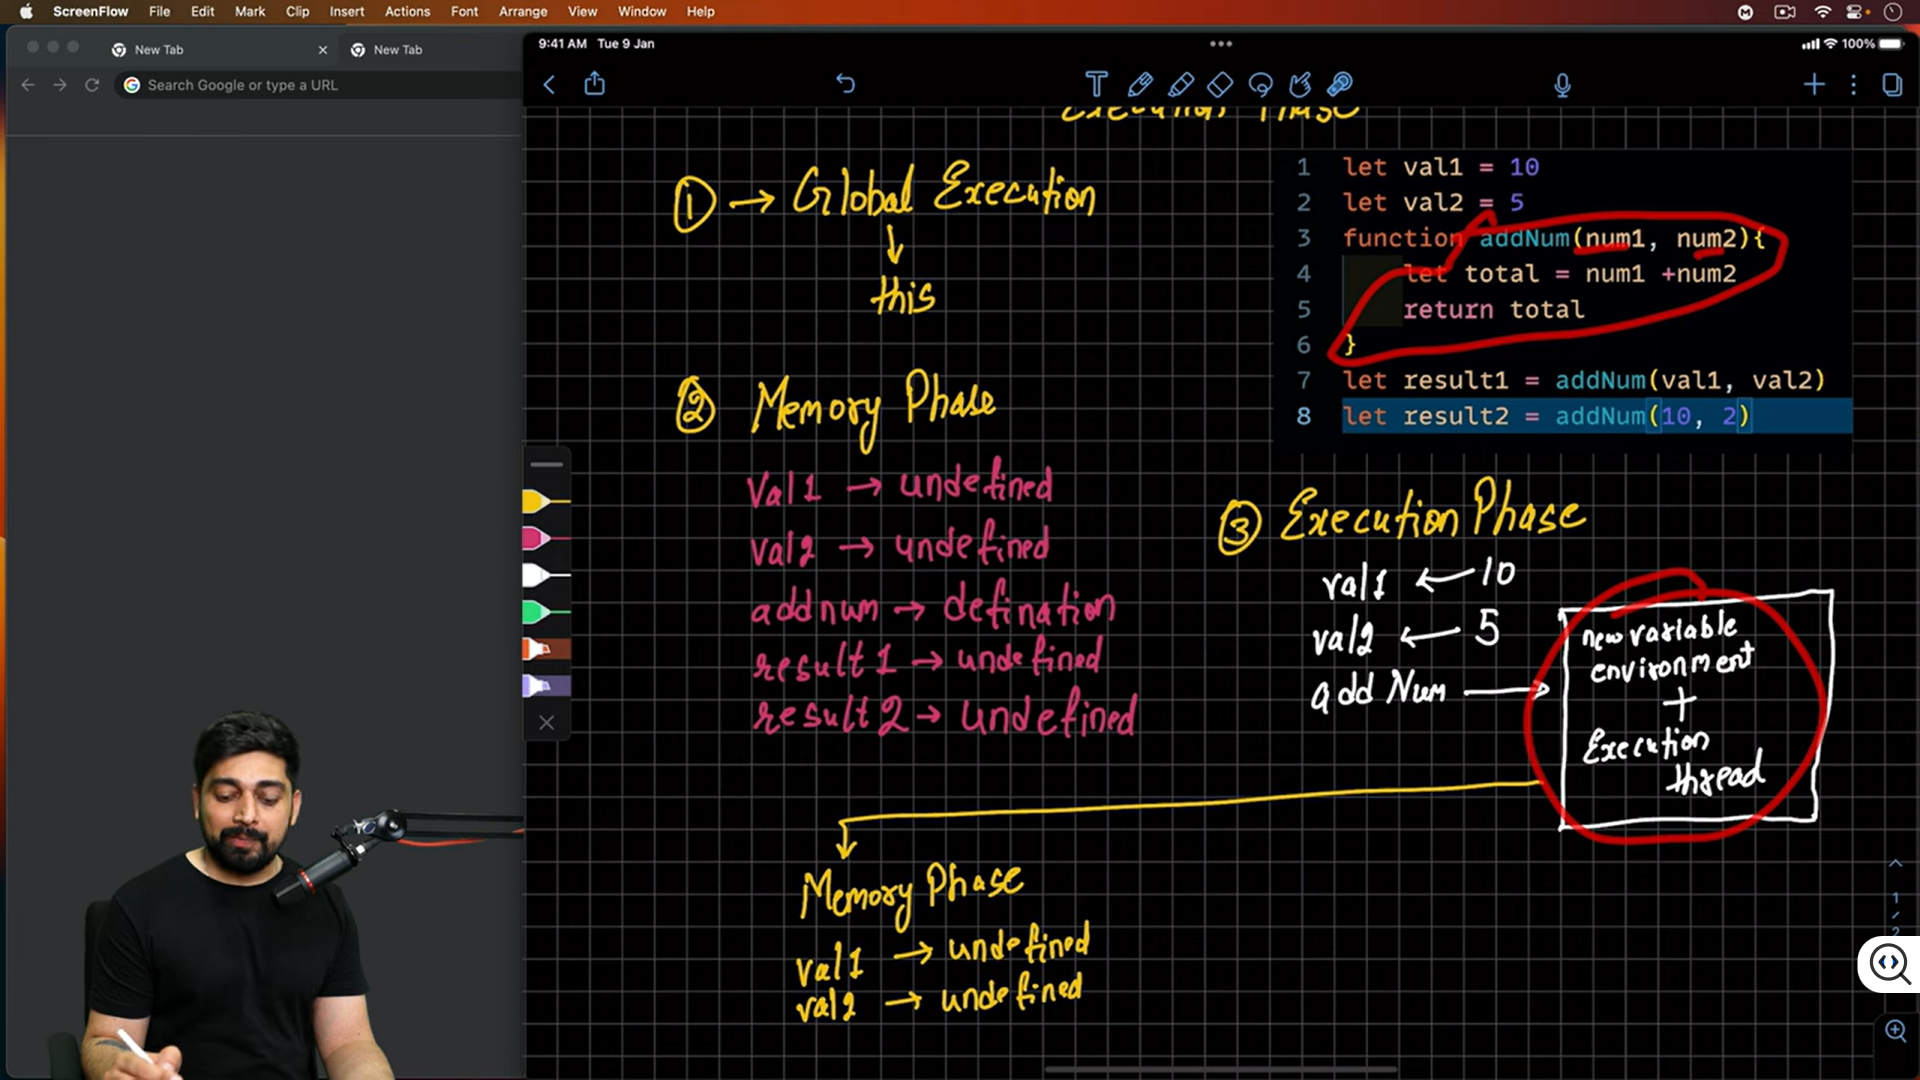 ScreenFlow File Edit Mark Clip Insert Actions Font Arrange View Window Help
New Tab
New Tab
Search Google or type a URL
9:41 AM Tue 9 Jan
100%
Execution Phase
① → Global Execution
this
② Memory Phase
Val1 → undefined
val2 → undefined
addnum → defination
result1 → undefined
result2 → undefined
1 let val1 = 10
2 let val2 = 5
3 function addNum(num1, num2){
4 let total = num1 +num2
5 return total
6 }
7 let result1 = addNum(val1, val2)
8 let result2 = addNum(10, 2)
③ Execution Phase
val1 ← 10
val2 ← 5
add Num →
new variable
environment
+
Execution
thread
Memory Phase
val1 → undefined
val2 → undefined
1
/
2